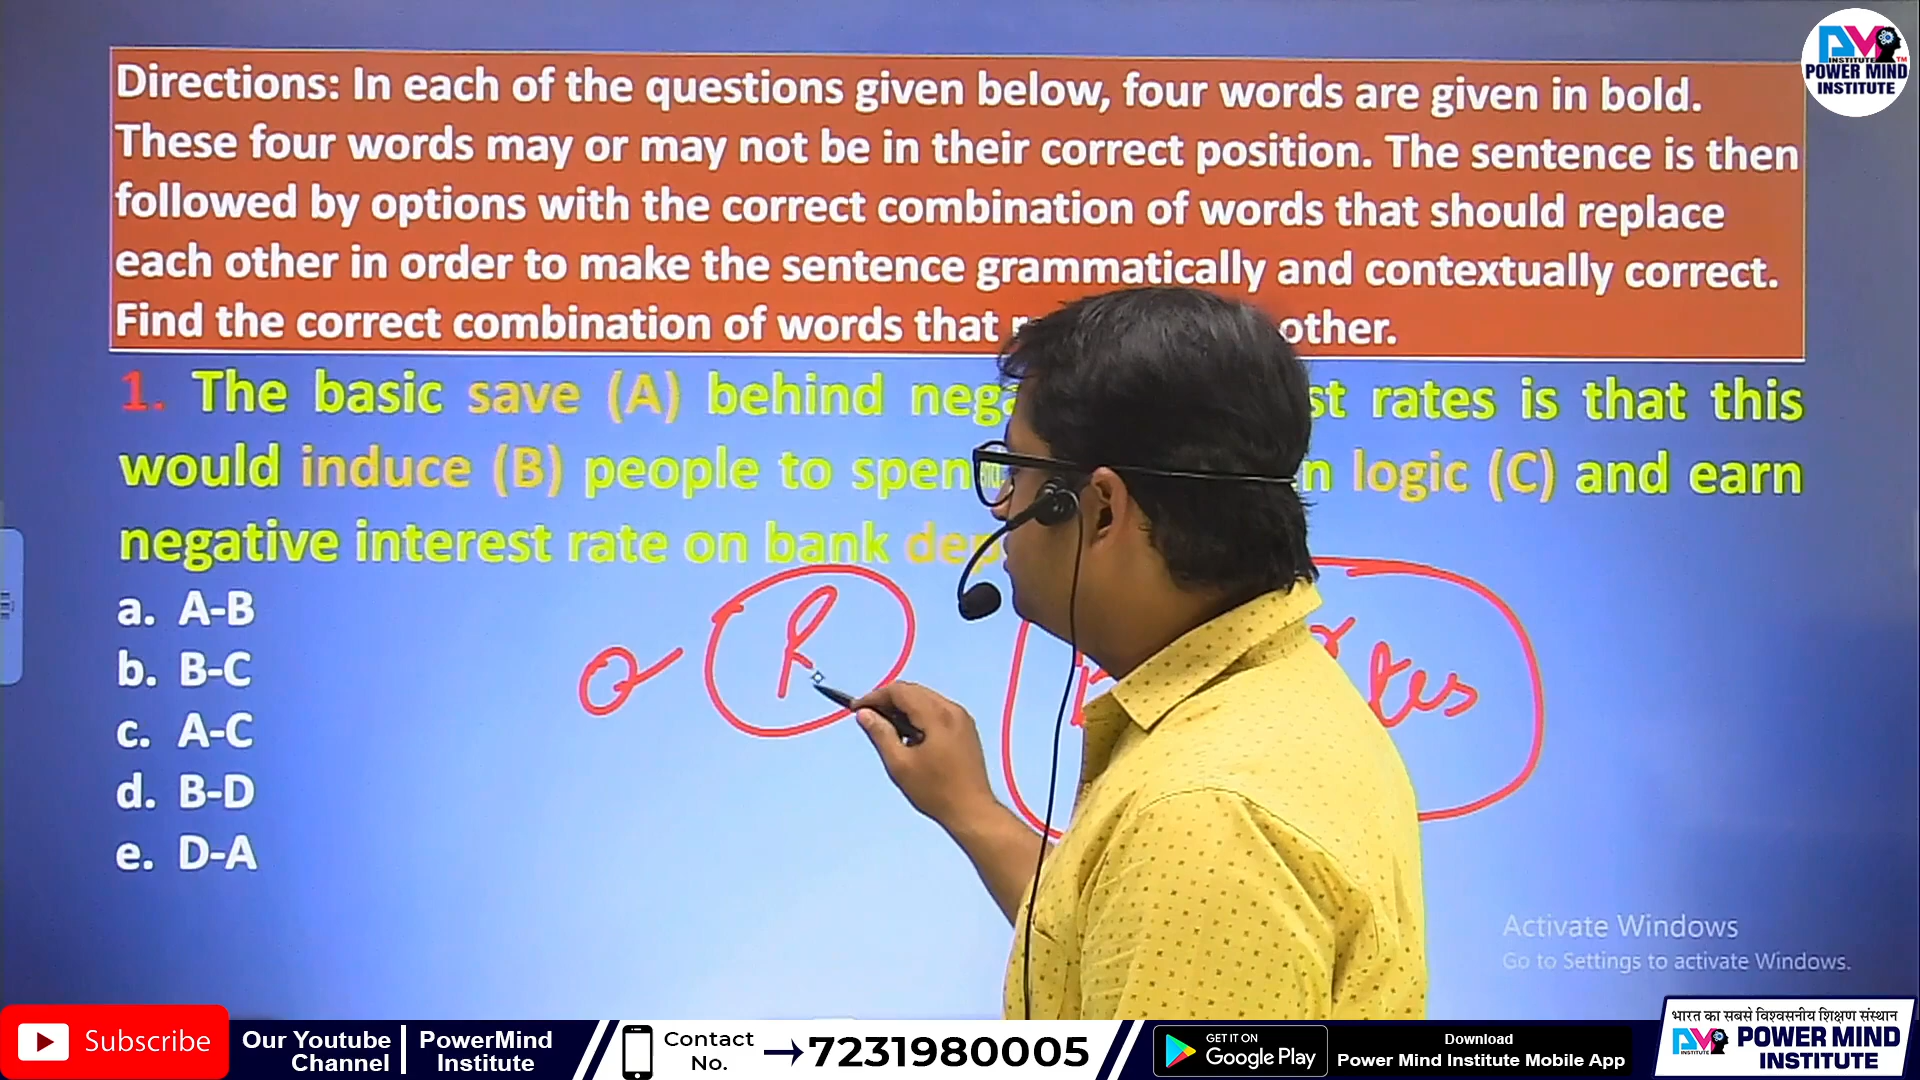 Directions: In each of the questions given below, four words are given in bold.
These four words may or may not be in their correct position. The sentence is then
followed by options with the correct combination of words that should replace
each other in order to make the sentence grammatically and contextually correct.
Find the correct combination of words that other.
1. The basic save (A) behind rates is that this
would induce (B) people to logic (C) and earn
negative interest rate on bank
a. A-B
b. B-C
c. A-C
d. B-D
e. D-A
R
Activate Windows
Go to Settings to activate Windows.
PM
INSTITUTE
POWER MIND
INSTITUTE
Subscribe
Our Youtube Channel
PowerMind Institute
Contact No.
7231980005
GET IT ON
Google Play
Download
Power Mind Institute Mobile App
भारत का सबसे विश्वसनीय शिक्षण संस्थान
PM
INSTITUTE
POWER MIND
INSTITUTE